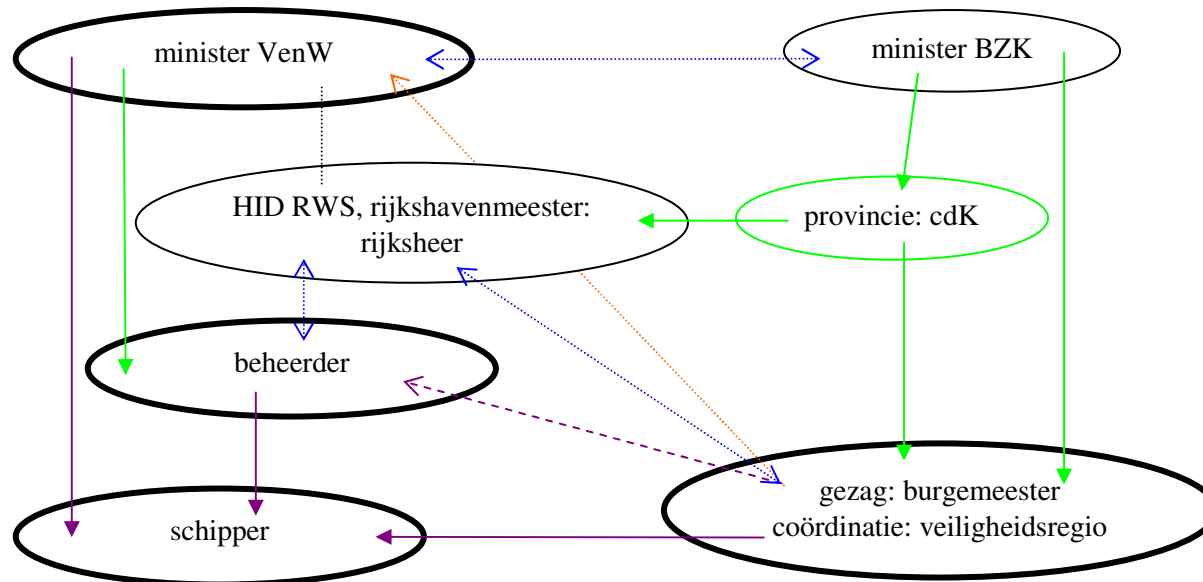 minister VenW
minister BZK
HID RWS, rijkshavenmeester:
rijksheer
provincie: cdK
beheerder
gezag: burgemeester
coördinatie: veiligheidsregio
schipper